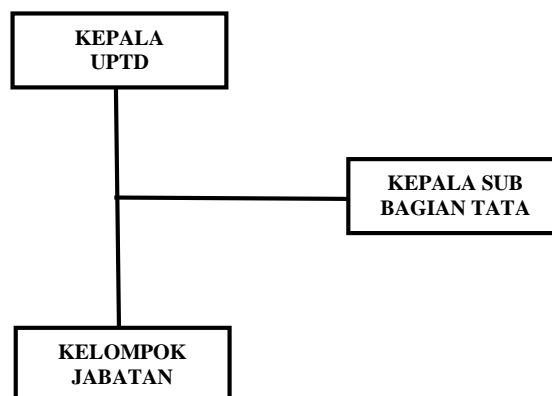 KEPALA
UPTD
KEPALA SUB
BAGIAN TATA
KELOMPOK
JABATAN